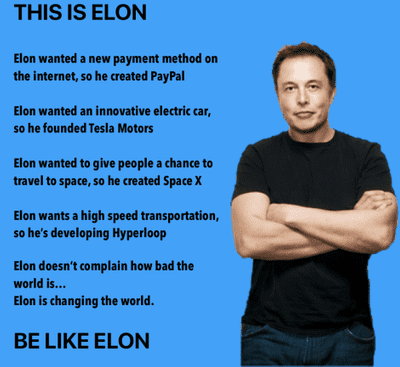 THIS IS ELON
Elon wanted a new payment method on
the internet, so he created PayPal
Elon wanted an innovative electric car,
so he founded Tesla Motors
Elon wanted to give people a chance to
travel to space, so he created Space X
Elon wants a high speed transportation,
so he’s developing Hyperloop
Elon doesn’t complain how bad the
world is...
Elon is changing the world.
BE LIKE ELON